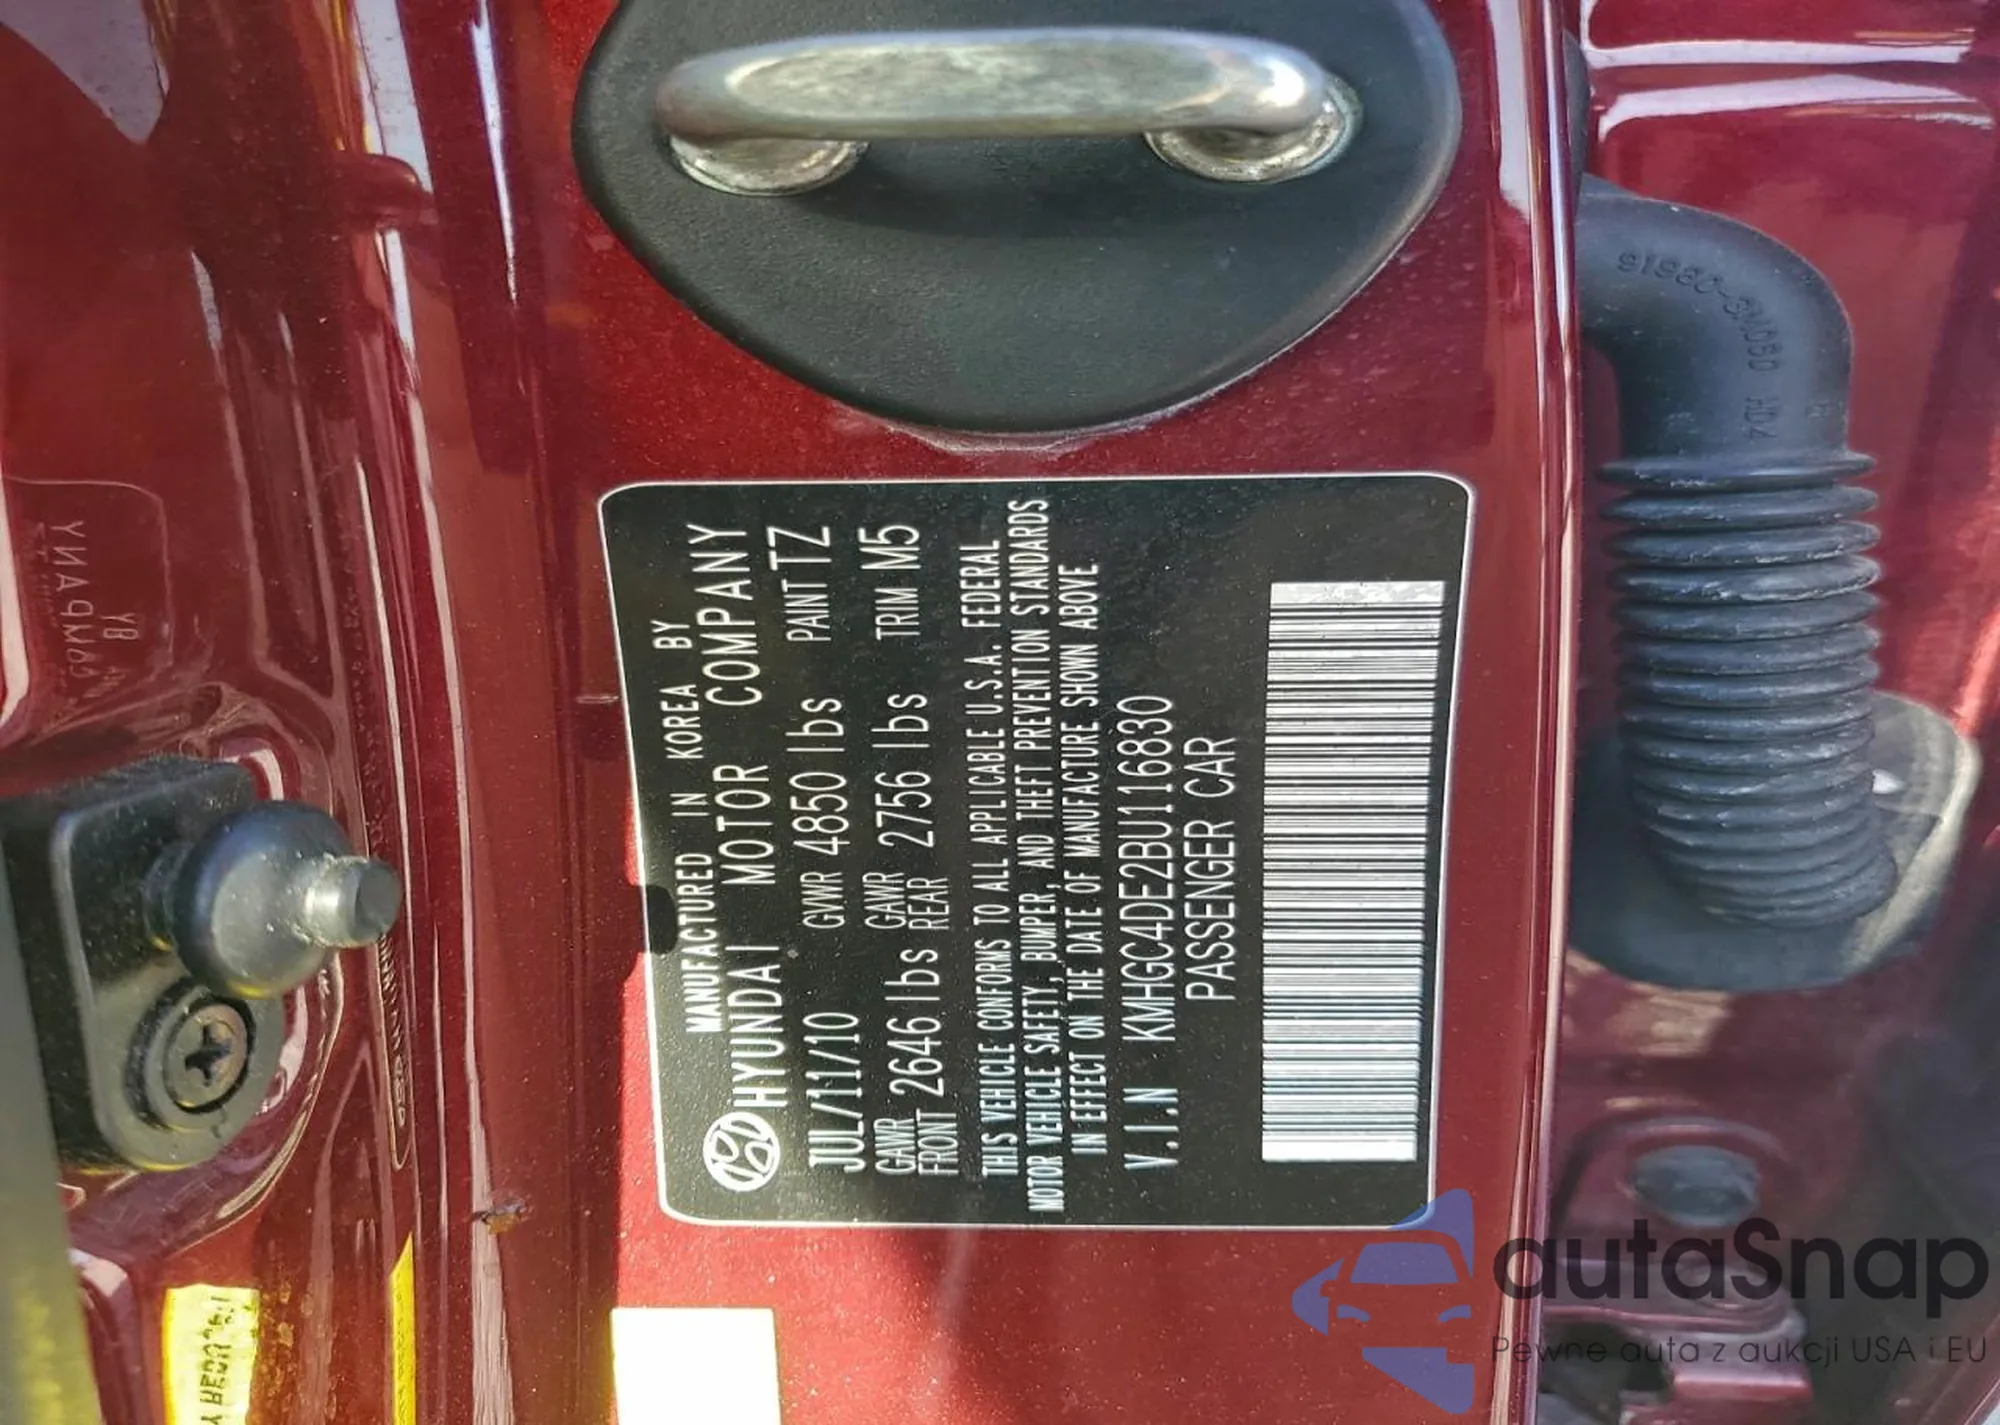 MANUFACTURED IN KOREA BY
HYUNDAI MOTOR COMPANY
JUL/11/10 GVWR 4850 lbs PAINT TZ
GAWR FRONT 2646 lbs GAWR REAR 2756 lbs TRIM M5
THIS VEHICLE CONFORMS TO ALL APPLICABLE U.S.A. FEDERAL
MOTOR VEHICLE SAFETY, BUMPER, AND THEFT PREVENTION STANDARDS
IN EFFECT ON THE DATE OF MANUFACTURE SHOWN ABOVE.
V.I.N KMHGC4DE2BU116830
PASSENGER CAR
HD4
autaSnap
Pewne auta z aukcji USA i EU